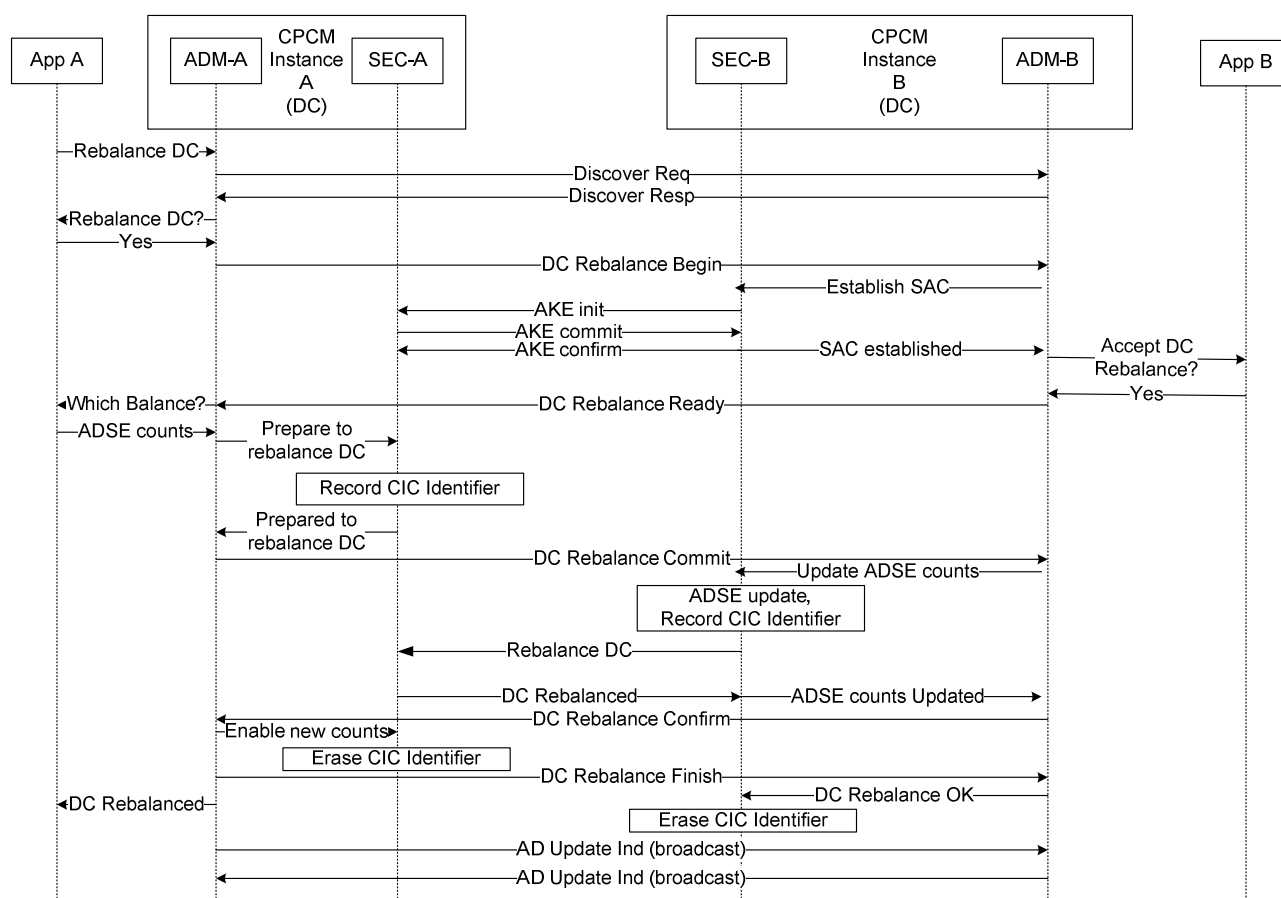 App A
ADM-A
CPCM
Instance
A
(DC)
SEC-A
SEC-B
CPCM
Instance
B
(DC)
ADM-B
App B
Rebalance DC
Discover Req
Discover Resp
Rebalance DC?
Yes
DC Rebalance Begin
Establish SAC
AKE init
AKE commit
AKE confirm
SAC established
Accept DC
Rebalance?
Yes
Which Balance?
DC Rebalance Ready
ADSE counts
Prepare to
rebalance DC
Record CIC Identifier
Prepared to
rebalance DC
DC Rebalance Commit
Update ADSE counts
ADSE update,
Record CIC Identifier
Rebalance DC
DC Rebalanced
ADSE counts Updated
DC Rebalance Confirm
Enable new counts
Erase CIC Identifier
DC Rebalance Finish
DC Rebalanced
DC Rebalance OK
Erase CIC Identifier
AD Update Ind (broadcast)
AD Update Ind (broadcast)